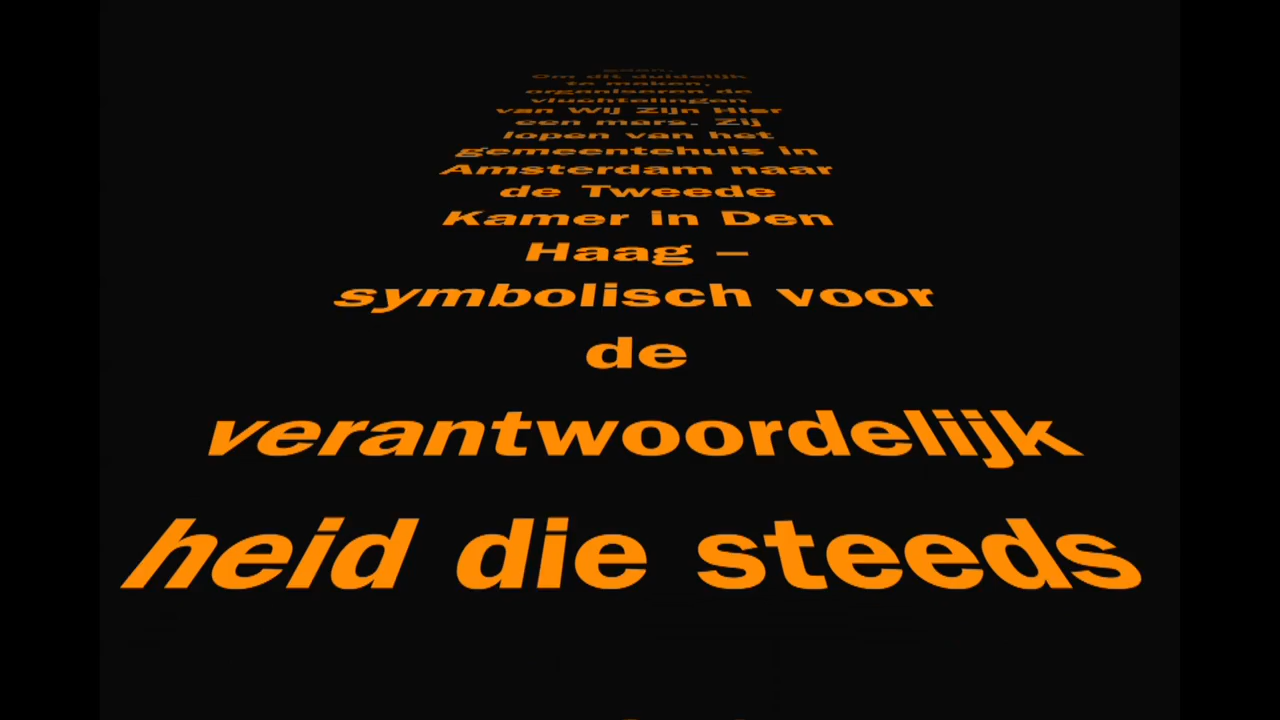 Om dit duidelijk
te maken,
organiseren de
vluchtelingen
van Wij Zijn Hier
een mars. Zij
lopen van het
gemeentehuis in
Amsterdam naar
de Tweede
Kamer in Den
Haag –
symbolisch voor
de
verantwoordelijk
heid die steeds